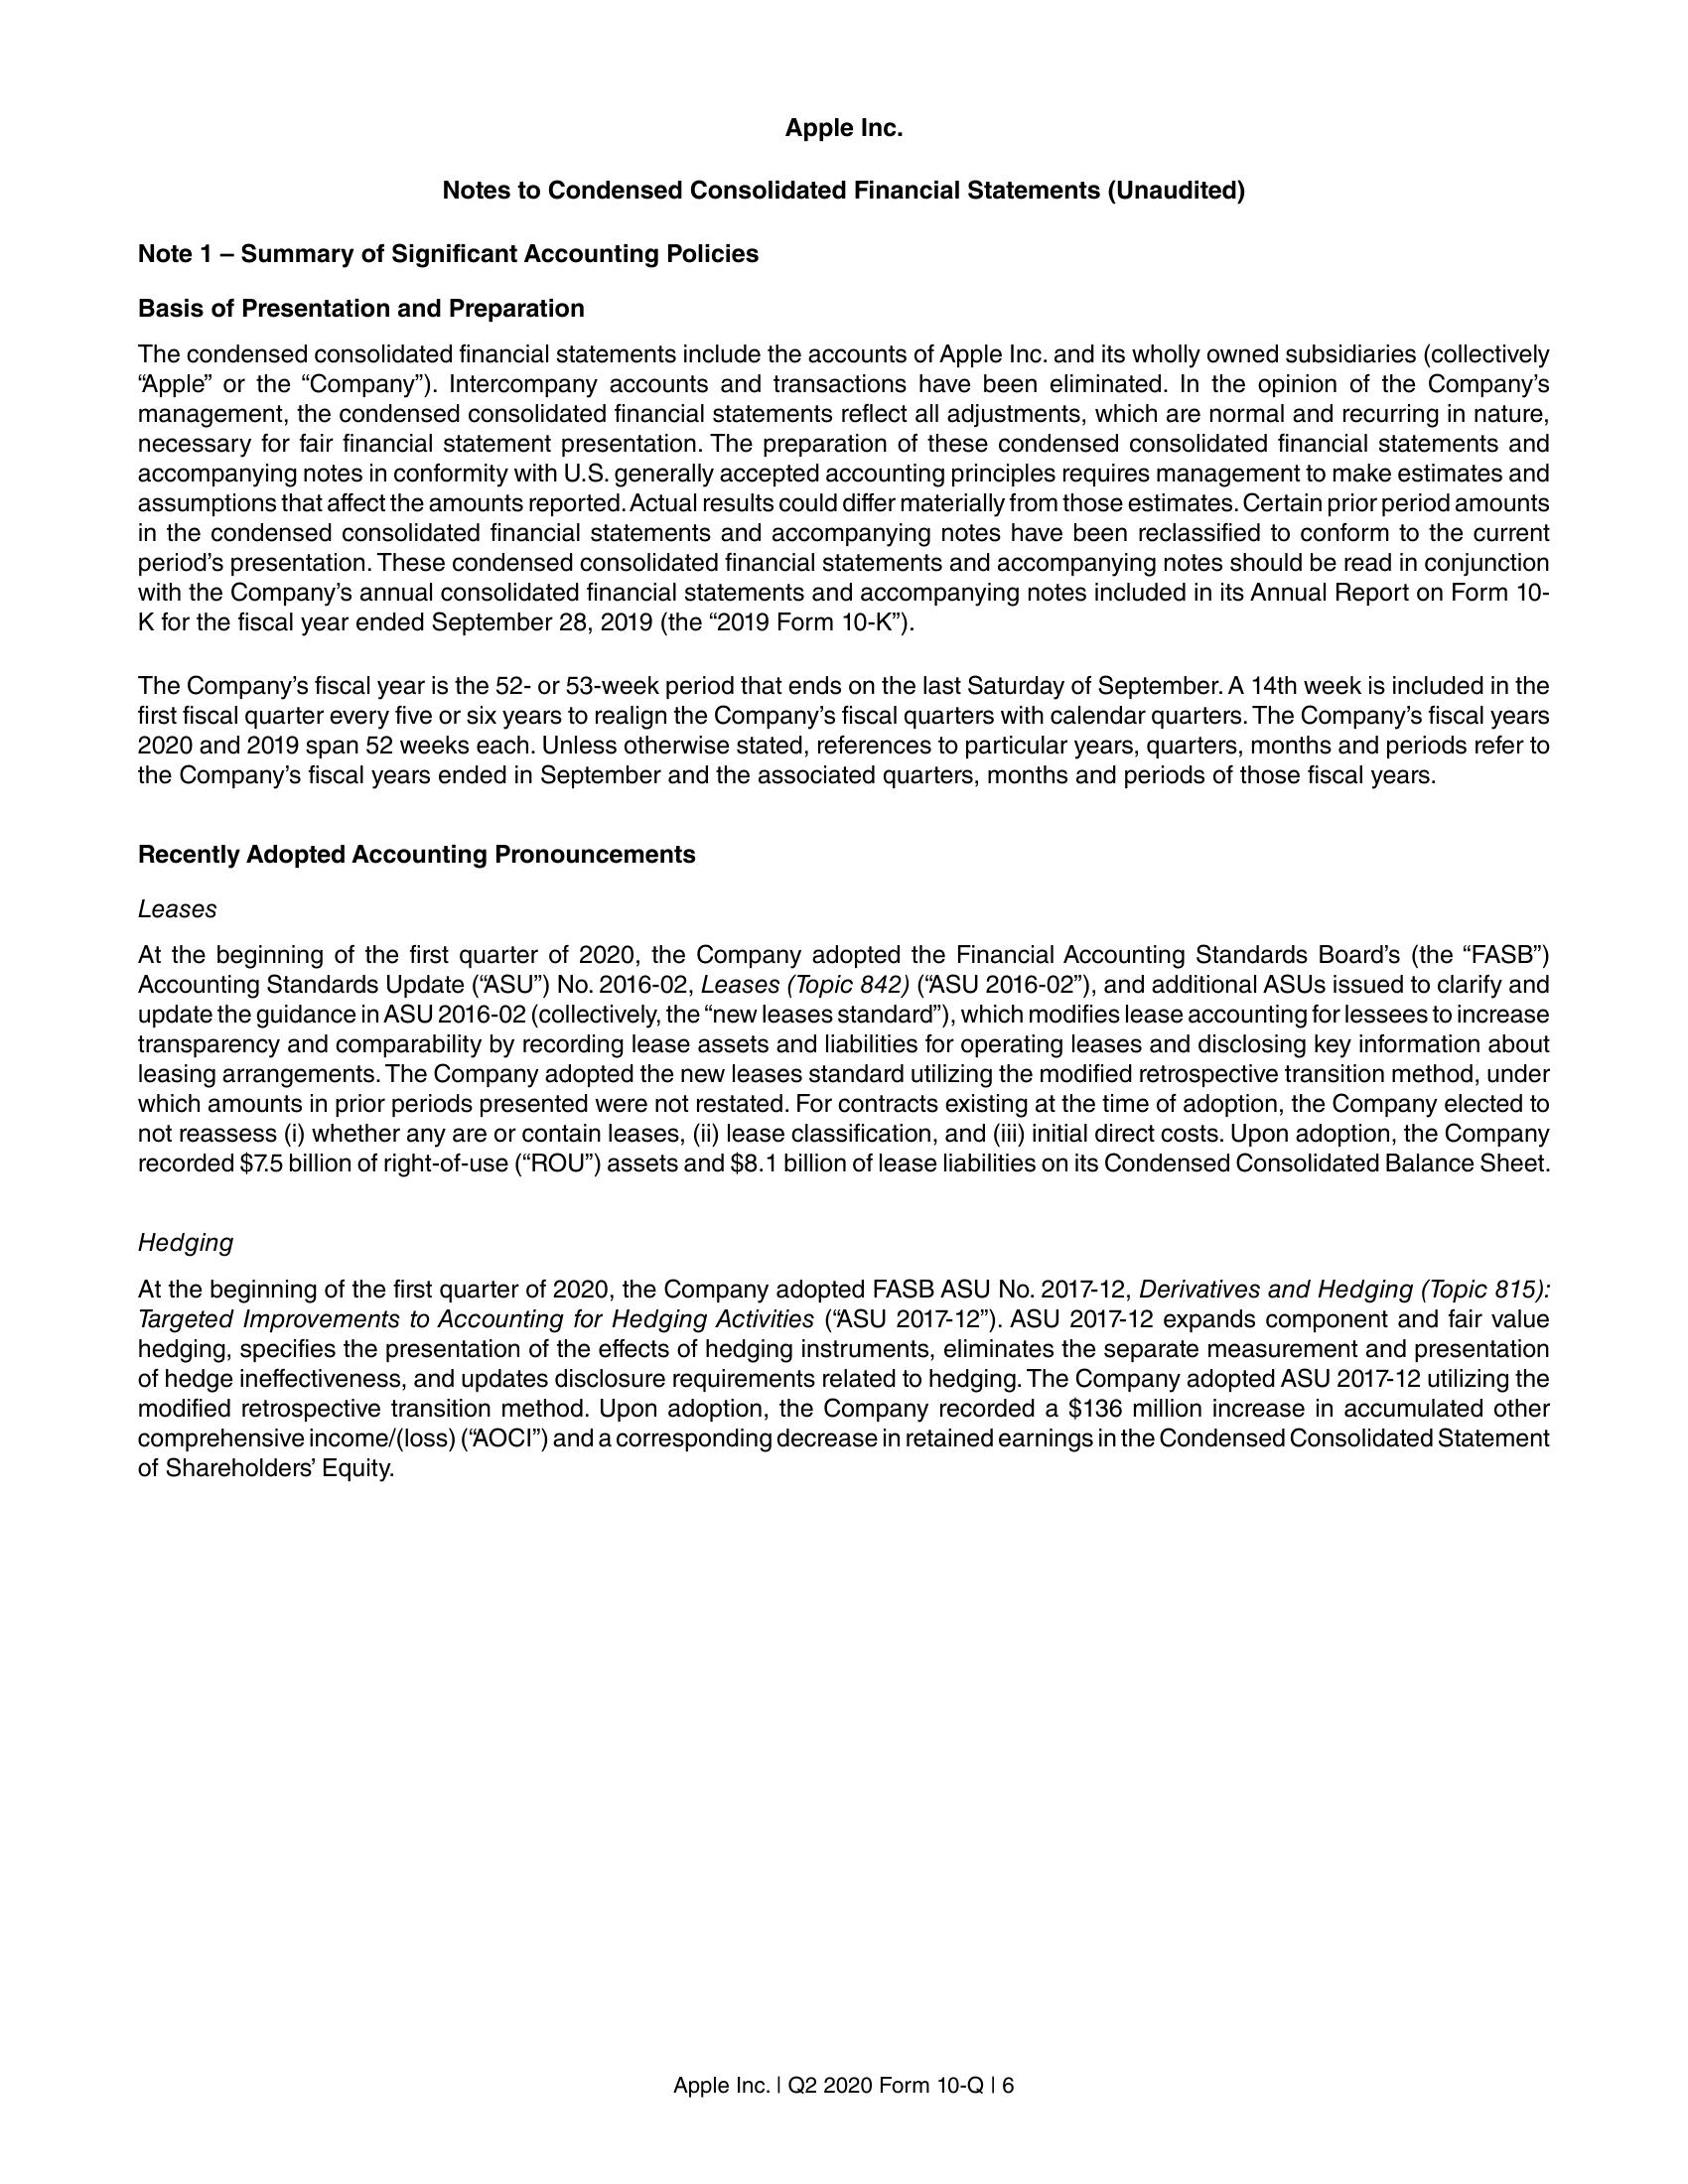 Apple Inc.
Notes to Condensed Consolidated Financial Statements (Unaudited)
Note 1 – Summary of Significant Accounting Policies
Basis of Presentation and Preparation
The condensed consolidated financial statements include the accounts of Apple Inc. and its wholly owned subsidiaries (collectively
“Apple” or the “Company”). Intercompany accounts and transactions have been eliminated. In the opinion of the Company’s
management, the condensed consolidated financial statements reflect all adjustments, which are normal and recurring in nature,
necessary for fair financial statement presentation. The preparation of these condensed consolidated financial statements and
accompanying notes in conformity with U.S. generally accepted accounting principles requires management to make estimates and
assumptions that affect the amounts reported. Actual results could differ materially from those estimates. Certain prior period amounts
in the condensed consolidated financial statements and accompanying notes have been reclassified to conform to the current
period’s presentation. These condensed consolidated financial statements and accompanying notes should be read in conjunction
with the Company’s annual consolidated financial statements and accompanying notes included in its Annual Report on Form 10-
K for the fiscal year ended September 28, 2019 (the “2019 Form 10-K”).
The Company’s fiscal year is the 52- or 53-week period that ends on the last Saturday of September. A 14th week is included in the
first fiscal quarter every five or six years to realign the Company’s fiscal quarters with calendar quarters. The Company’s fiscal years
2020 and 2019 span 52 weeks each. Unless otherwise stated, references to particular years, quarters, months and periods refer to
the Company’s fiscal years ended in September and the associated quarters, months and periods of those fiscal years.
Recently Adopted Accounting Pronouncements
Leases
At the beginning of the first quarter of 2020, the Company adopted the Financial Accounting Standards Board’s (the “FASB”)
Accounting Standards Update (“ASU”) No. 2016-02, Leases (Topic 842) (“ASU 2016-02”), and additional ASUs issued to clarify and
update the guidance in ASU 2016-02 (collectively, the “new leases standard”), which modifies lease accounting for lessees to increase
transparency and comparability by recording lease assets and liabilities for operating leases and disclosing key information about
leasing arrangements. The Company adopted the new leases standard utilizing the modified retrospective transition method, under
which amounts in prior periods presented were not restated. For contracts existing at the time of adoption, the Company elected to
not reassess (i) whether any are or contain leases, (ii) lease classification, and (iii) initial direct costs. Upon adoption, the Company
recorded $7.5 billion of right-of-use (“ROU”) assets and $8.1 billion of lease liabilities on its Condensed Consolidated Balance Sheet.
Hedging
At the beginning of the first quarter of 2020, the Company adopted FASB ASU No. 2017-12, Derivatives and Hedging (Topic 815):
Targeted Improvements to Accounting for Hedging Activities (“ASU 2017-12”). ASU 2017-12 expands component and fair value
hedging, specifies the presentation of the effects of hedging instruments, eliminates the separate measurement and presentation
of hedge ineffectiveness, and updates disclosure requirements related to hedging. The Company adopted ASU 2017-12 utilizing the
modified retrospective transition method. Upon adoption, the Company recorded a $136 million increase in accumulated other
comprehensive income/(loss) (“AOCI”) and a corresponding decrease in retained earnings in the Condensed Consolidated Statement
of Shareholders’ Equity.
Apple Inc. | Q2 2020 Form 10-Q | 6